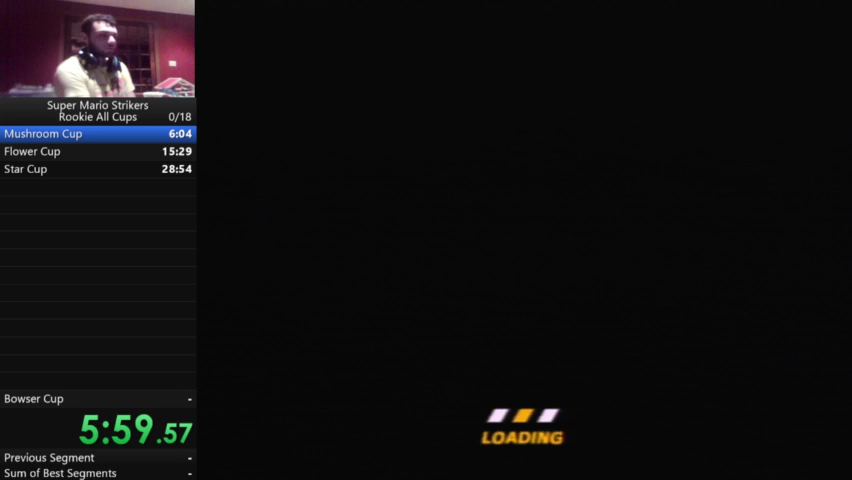 Super Mario Strikers
Rookie All Cups 0/18
Mushroom Cup 6:04
Flower Cup 15:29
Star Cup 28:54
Bowser Cup -
5:59.57
Previous Segment -
Sum of Best Segments -
LOADING